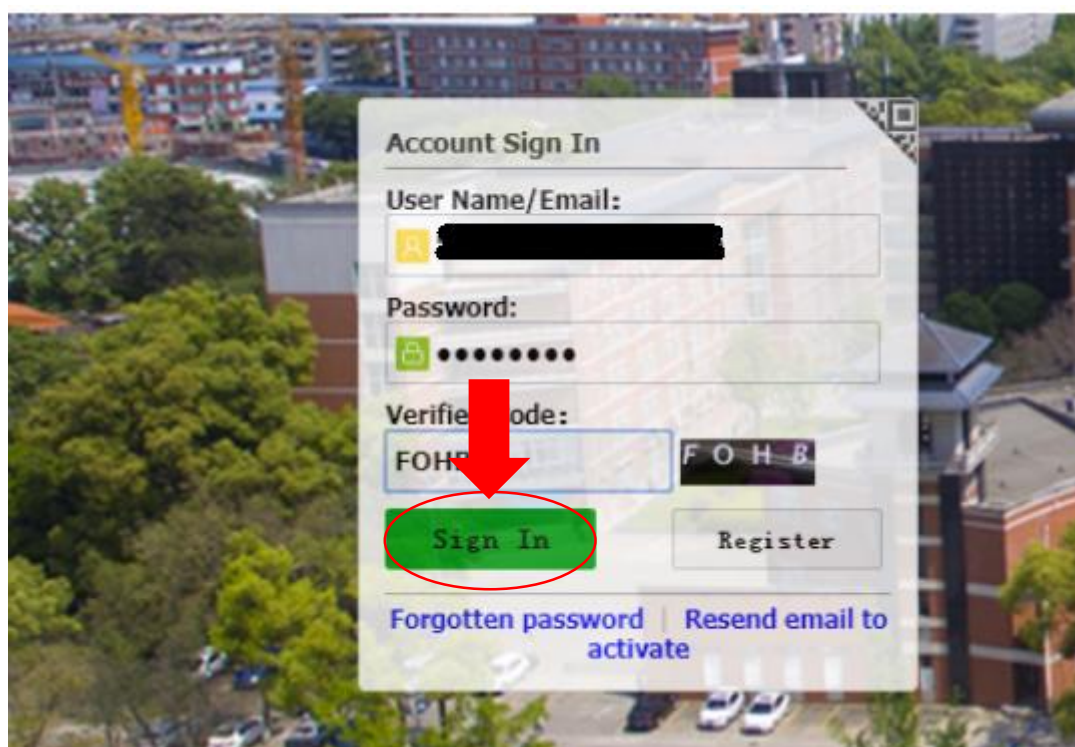 Account Sign In
User Name/Email:
Password:
FOHB
Sign In
Register
Forgotten password | Resend email to
activate